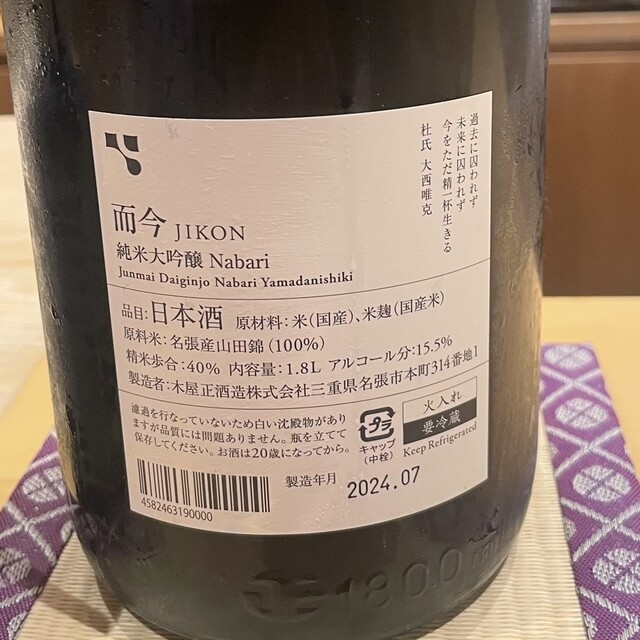 過去に囚われず
未来に囚われず
今をただ精一杯生きる
杜氏 大西唯克
而今 JIKON
純米大吟醸 Nabari
Junmai Daiginjo Nabari Yamadanishiki
品目:日本酒 原材料:米(国産)、米麹(国産米)
原料米:名張産山田錦(100%)
精米歩合:40% 内容量:1.8L アルコール分:15.5%
製造者:木屋正酒造株式会社三重県名張市本町314番地1
濾過を行なっていないため白い沈殿物があり
ますが品質には問題ありません。瓶を立てて
保存してください。お酒は20歳になってから。
プラ
キャップ
(中栓)
火入れ
要冷蔵
Keep Refrigerated
4582463190000
製造年月 2024.07
1800